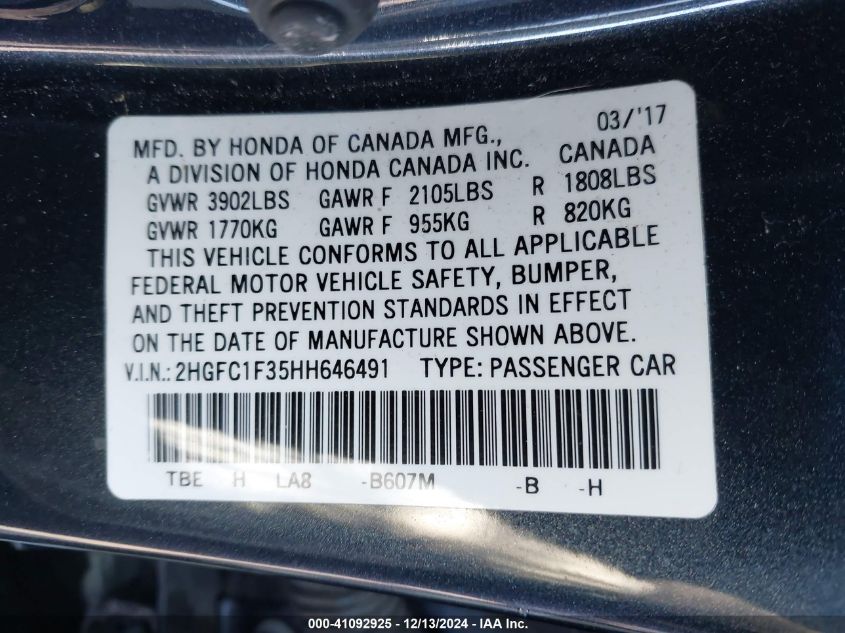 03/'17
MFD. BY HONDA OF CANADA MFG.,
A DIVISION OF HONDA CANADA INC. CANADA
GVWR 3902LBS GAWR F 2105LBS R 1808LBS
GVWR 1770KG GAWR F 955KG R 820KG
THIS VEHICLE CONFORMS TO ALL APPLICABLE
FEDERAL MOTOR VEHICLE SAFETY, BUMPER,
AND THEFT PREVENTION STANDARDS IN EFFECT
ON THE DATE OF MANUFACTURE SHOWN ABOVE.
V.I.N.: 2HGFC1F35HH646491 TYPE: PASSENGER CAR
TBE H LA8 -B607M -B -H
000-41092925 - 12/13/2024 - IAA Inc.